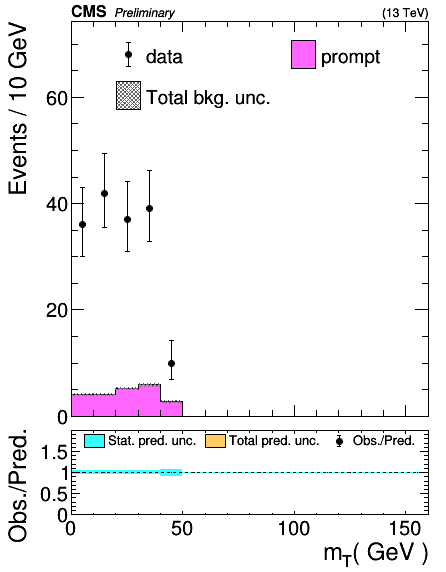 CMS Preliminary (13 TeV)
data prompt
Total bkg. unc.
Events / 10 GeV
60
40
20
0
Stat. pred. unc. Total pred. unc. Obs./Pred.
Obs./Pred.
1.5
1
0.5
0
0 50 100 150
m_T( GeV )